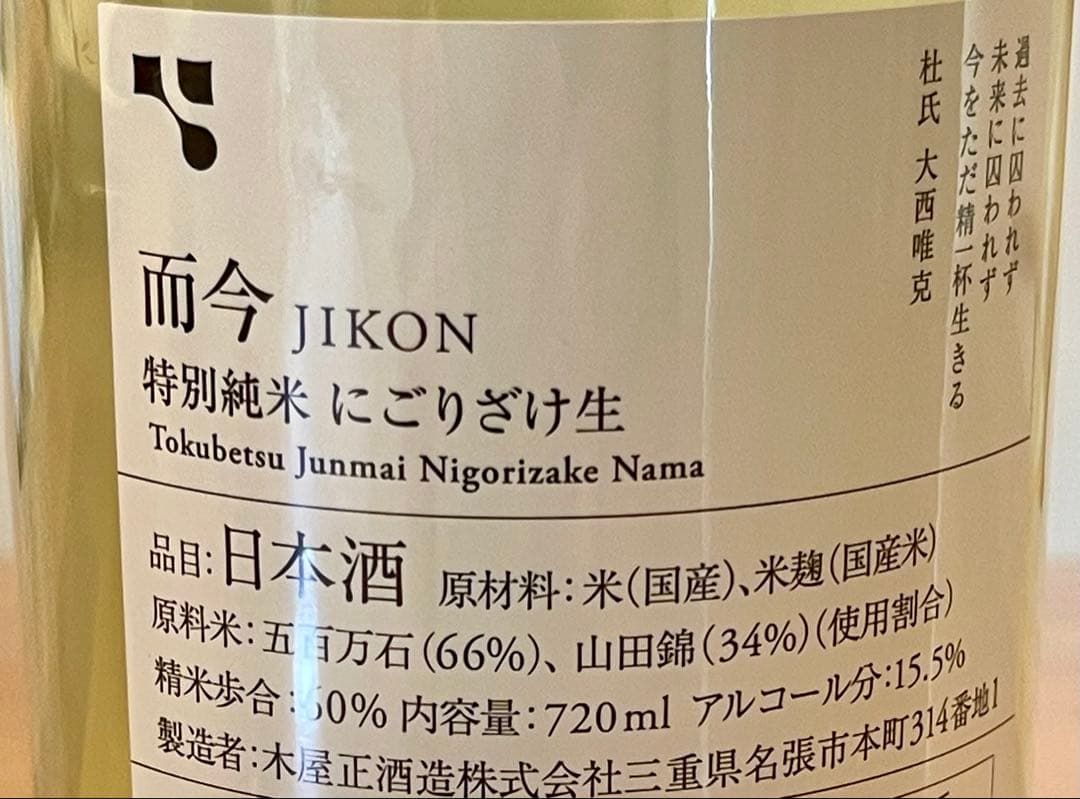 過去に囚われず
未来に囚われず
今をただ精一杯生きる
杜氏 大西唯克
而今 JIKON
特別純米 にごりざけ生
Tokubetsu Junmai Nigorizake Nama
品目:日本酒 原材料:米(国産)、米麹(国産米)
原料米:五百万石(66%)、山田錦(34%)(使用割合)
精米歩合:60% 内容量:720ml アルコール分:15.5%
製造者:木屋正酒造株式会社三重県名張市本町314番地1